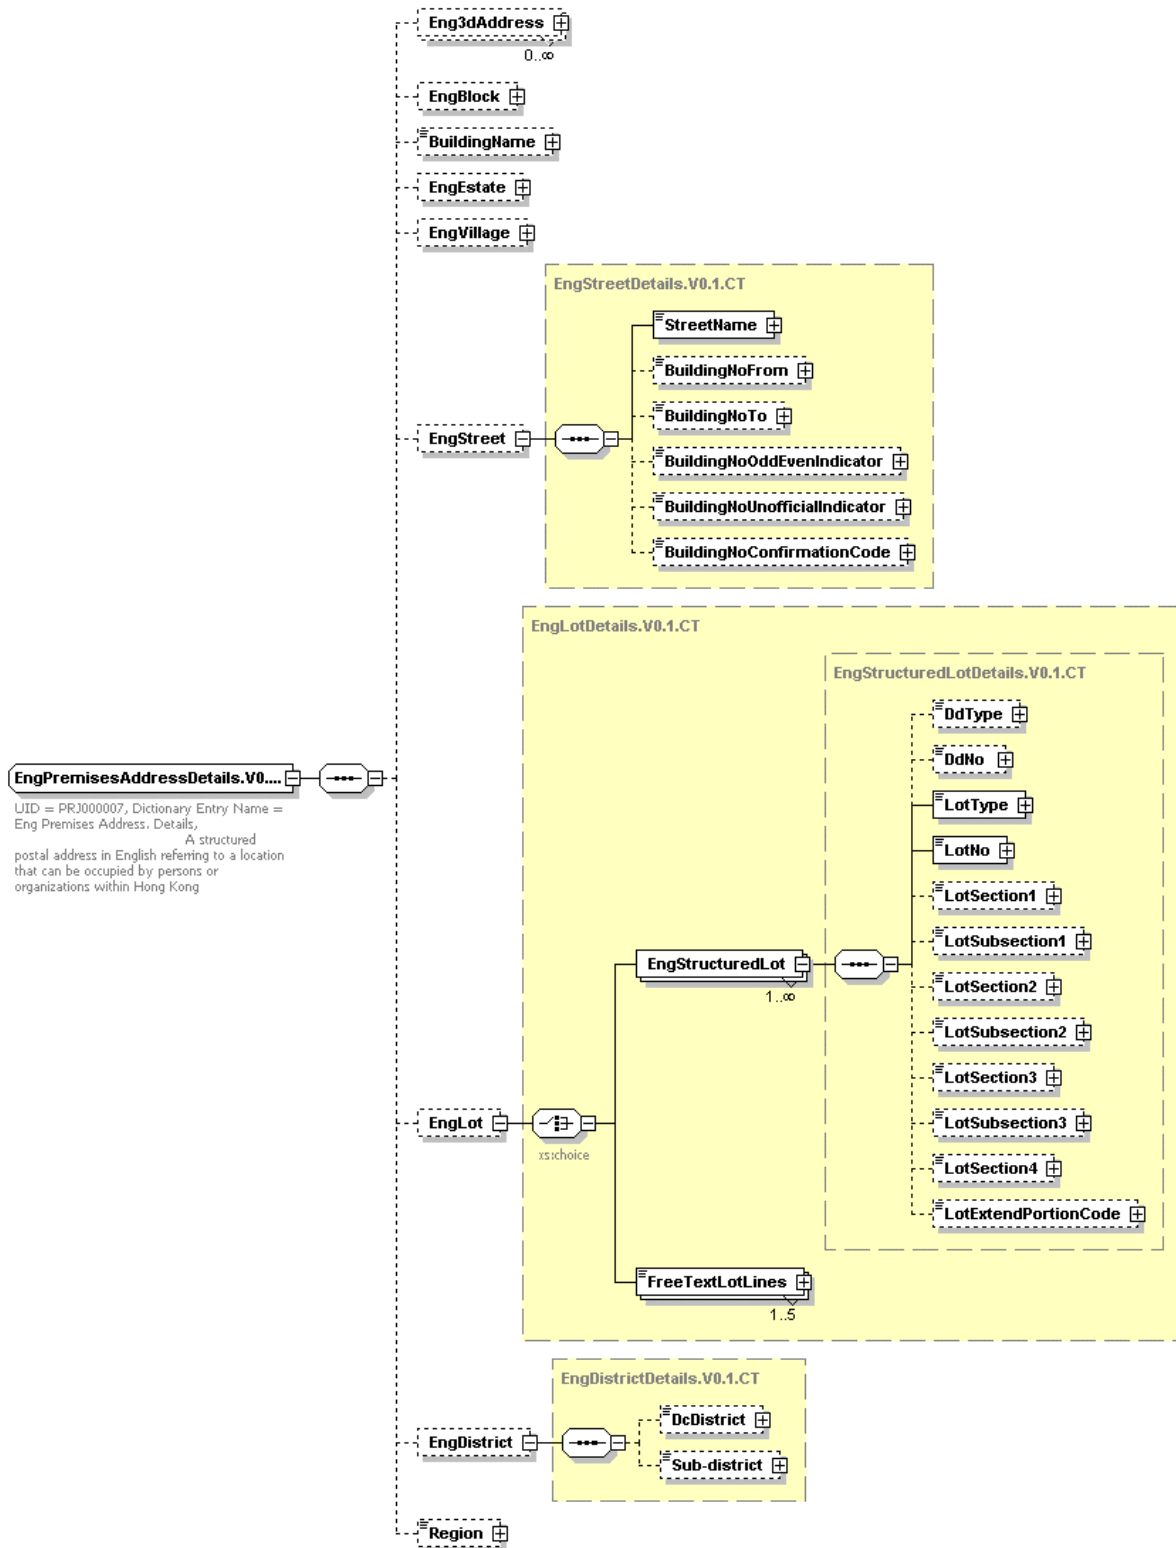 Eng3dAddress
0..∞
EngBlock
BuildingName
EngEstate
EngVillage
EngStreetDetails.V0.1.CT
StreetName
BuildingNoFrom
BuildingNoTo
EngStreet
BuildingNoOddEvenIndicator
BuildingNoUnofficialIndicator
BuildingNoConfirmationCode
EngLotDetails.V0.1.CT
EngStructuredLotDetails.V0.1.CT
DdType
DdNo
EngPremisesAddressDetails.V0....
UID = PRJ000007, Dictionary Entry Name =
Eng Premises Address. Details,
A structured
postal address in English referring to a location
that can be occupied by persons or
organizations within Hong Kong
LotType
LotNo
LotSection1
LotSubsection1
EngStructuredLot
1..∞
LotSection2
LotSubsection2
LotSection3
LotSubsection3
EngLot
xs:choice
LotSection4
LotExtendPortionCode
FreeTextLotLines
1..5
EngDistrictDetails.V0.1.CT
DcDistrict
EngDistrict
Sub-district
Region